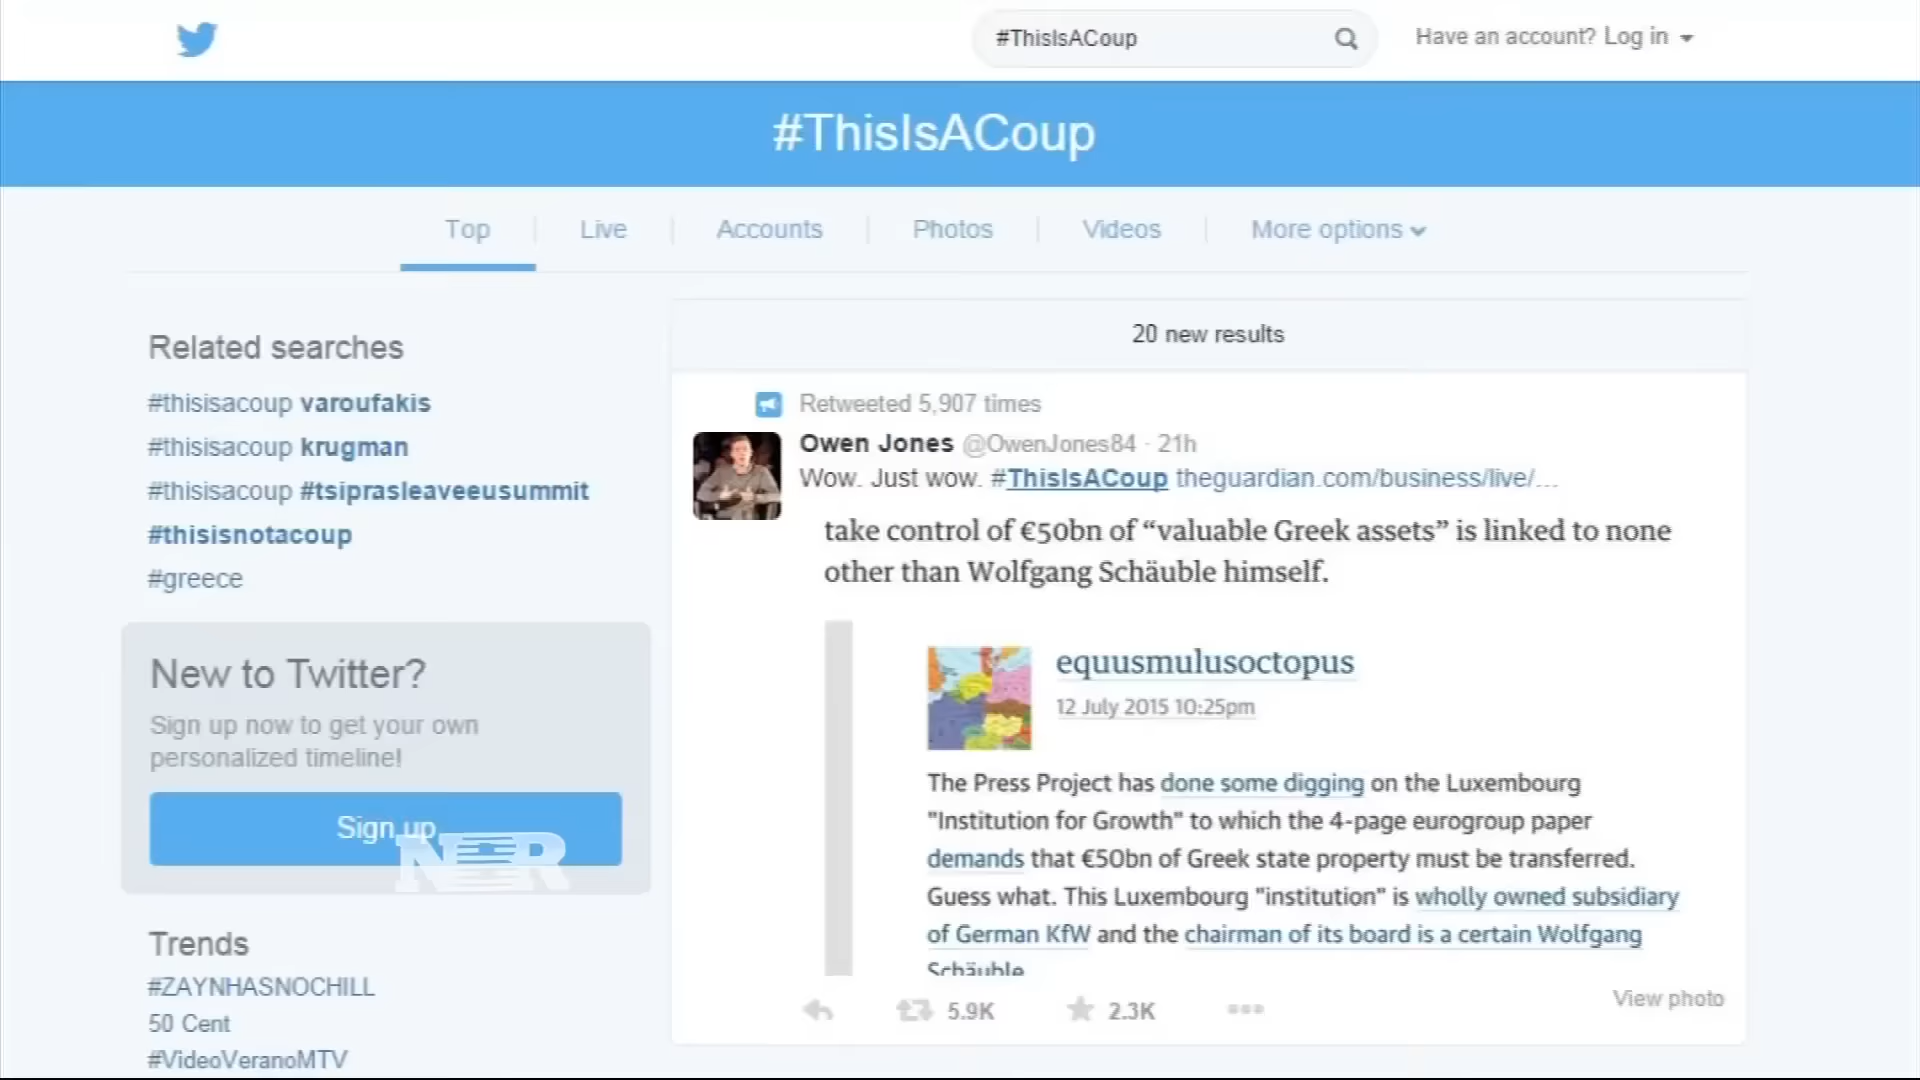 #ThisIsACoup
Have an account? Log in
#ThisIsACoup
Top
Live
Accounts
Photos
Videos
More options
Related searches
#thisisacoup varoufakis
#thisisacoup krugman
#thisisacoup #tsiprasleaveeusummit
#thisisnotacoup
#greece
New to Twitter?
Sign up now to get your own
personalized timeline!
Sign up
Trends
#ZAYNHASNOCHILL
50 Cent
#VideoVeranoMTV
20 new results
Retweeted 5,907 times
Owen Jones @OwenJones84 · 21h
Wow. Just wow. #ThisIsACoup theguardian.com/business/live/...
take control of €50bn of “valuable Greek assets” is linked to none
other than Wolfgang Schäuble himself.
equusmulusoctopus
12 July 2015 10:25pm
The Press Project has done some digging on the Luxembourg
"Institution for Growth" to which the 4-page eurogroup paper
demands that €50bn of Greek state property must be transferred.
Guess what. This Luxembourg "institution" is wholly owned subsidiary
of German KfW and the chairman of its board is a certain Wolfgang
Schäuble
5.9K
2.3K
View photo